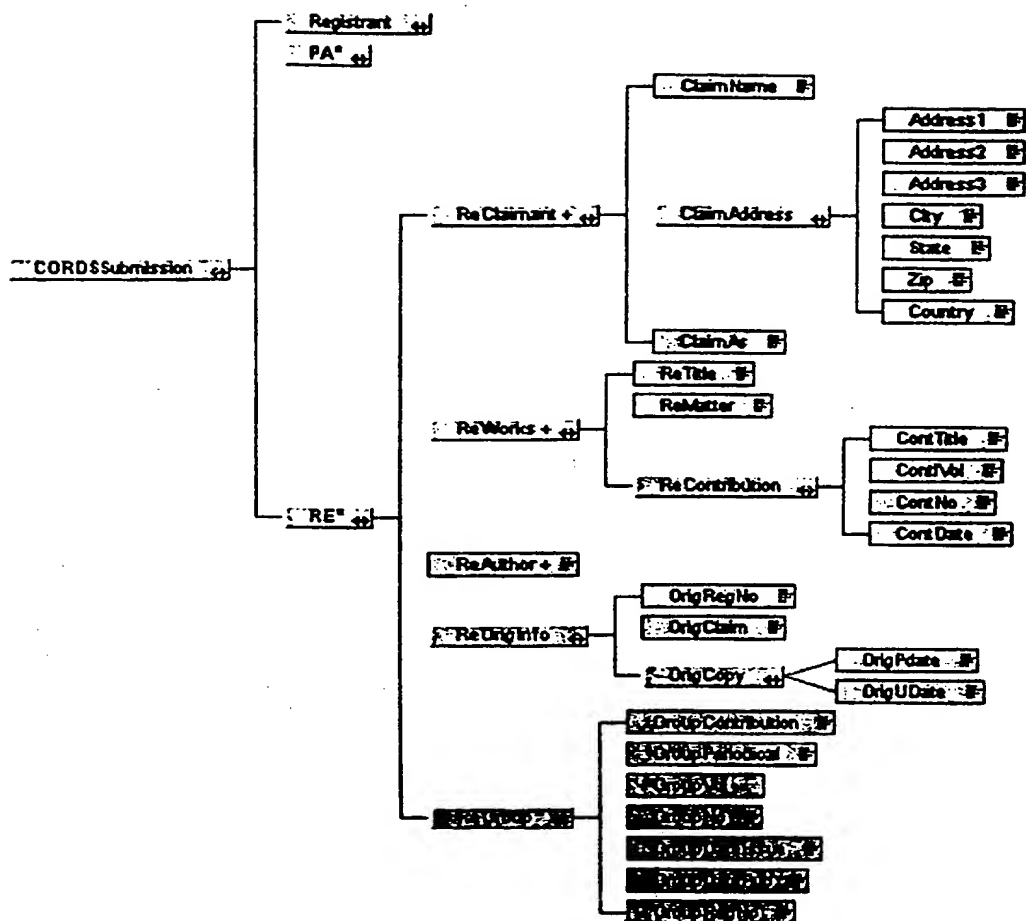 Registrant
PA*
ClaimName
Address1
Address2
Address3
ReClaimant +
ClaimAddress
City
State
CORDSSubmission
Zip
Country
ClaimAs
ReTitle
ReMatter
ReWorks +
ContTitle
ContVol
ReContribution
ContNo
RE*
ContDate
ReAuthor +
OrigRegNo
OrigClaim
ReOrigInfo
OrigCopy
OrigPdate
OrigUDate
GroupContribution
GroupPeriodical